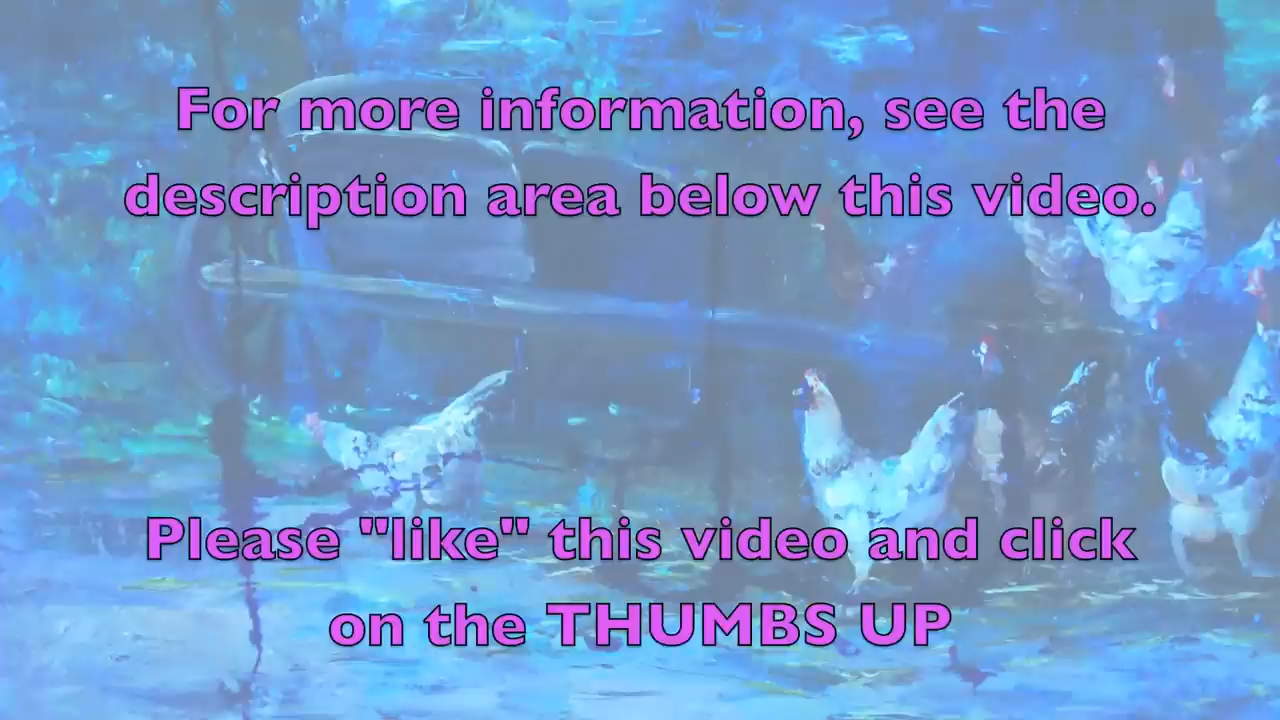 For more information, see the
description area below this video.
Please "like" this video and click
on the THUMBS UP